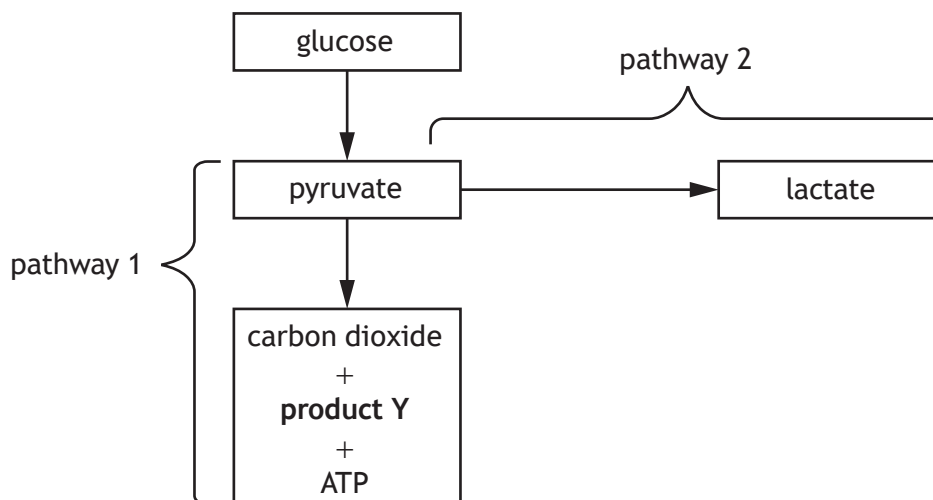 glucose
pathway 2
pyruvate
lactate
pathway 1
carbon dioxide
+
product Y
+
ATP